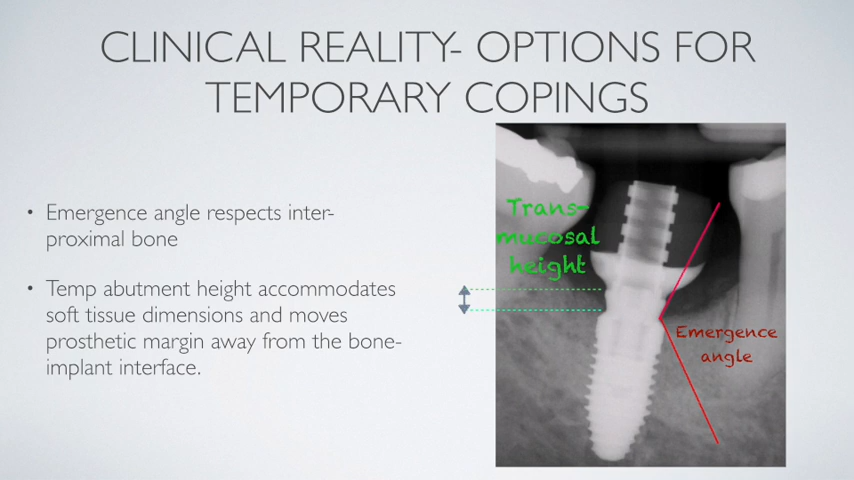 CLINICAL REALITY- OPTIONS FOR
TEMPORARY COPINGS
• Emergence angle respects inter-
proximal bone
• Temp abutment height accommodates
soft tissue dimensions and moves
prosthetic margin away from the bone-
implant interface.
Trans-
mucosal
height
Emergence
angle